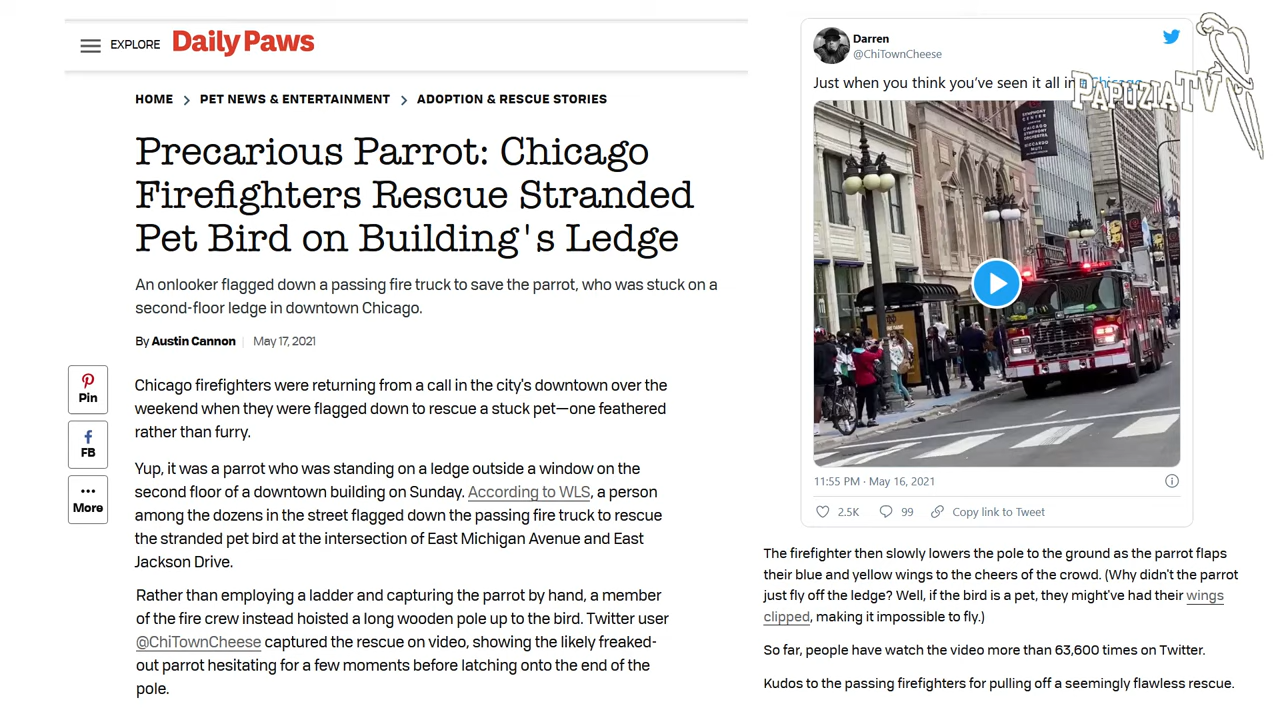 EXPLORE Daily Paws
HOME > PET NEWS & ENTERTAINMENT > ADOPTION & RESCUE STORIES
Precarious Parrot: Chicago
Firefighters Rescue Stranded
Pet Bird on Building's Ledge
An onlooker flagged down a passing fire truck to save the parrot, who was stuck on a
second-floor ledge in downtown Chicago.
By Austin Cannon | May 17, 2021
Pin
FB
More
Chicago firefighters were returning from a call in the city's downtown over the
weekend when they were flagged down to rescue a stuck pet—one feathered
rather than furry.
Yup, it was a parrot who was standing on a ledge outside a window on the
second floor of a downtown building on Sunday. According to WLS, a person
among the dozens in the street flagged down the passing fire truck to rescue
the stranded pet bird at the intersection of East Michigan Avenue and East
Jackson Drive.
Rather than employing a ladder and capturing the parrot by hand, a member
of the fire crew instead hoisted a long wooden pole up to the bird. Twitter user
@ChiTownCheese captured the rescue on video, showing the likely freaked-
out parrot hesitating for a few moments before latching onto the end of the
pole.
Darren
@ChiTownCheese
Just when you think you've seen it all in
PAPUZIATV
SYMPHONY
CENTER
CHICAGO
SYMPHONY
ORCHESTRA
RICCARDO
MUTI
11:55 PM · May 16, 2021
2.5K 99 Copy link to Tweet
The firefighter then slowly lowers the pole to the ground as the parrot flaps
their blue and yellow wings to the cheers of the crowd. (Why didn't the parrot
just fly off the ledge? Well, if the bird is a pet, they might've had their wings
clipped, making it impossible to fly.)
So far, people have watch the video more than 63,600 times on Twitter.
Kudos to the passing firefighters for pulling off a seemingly flawless rescue.